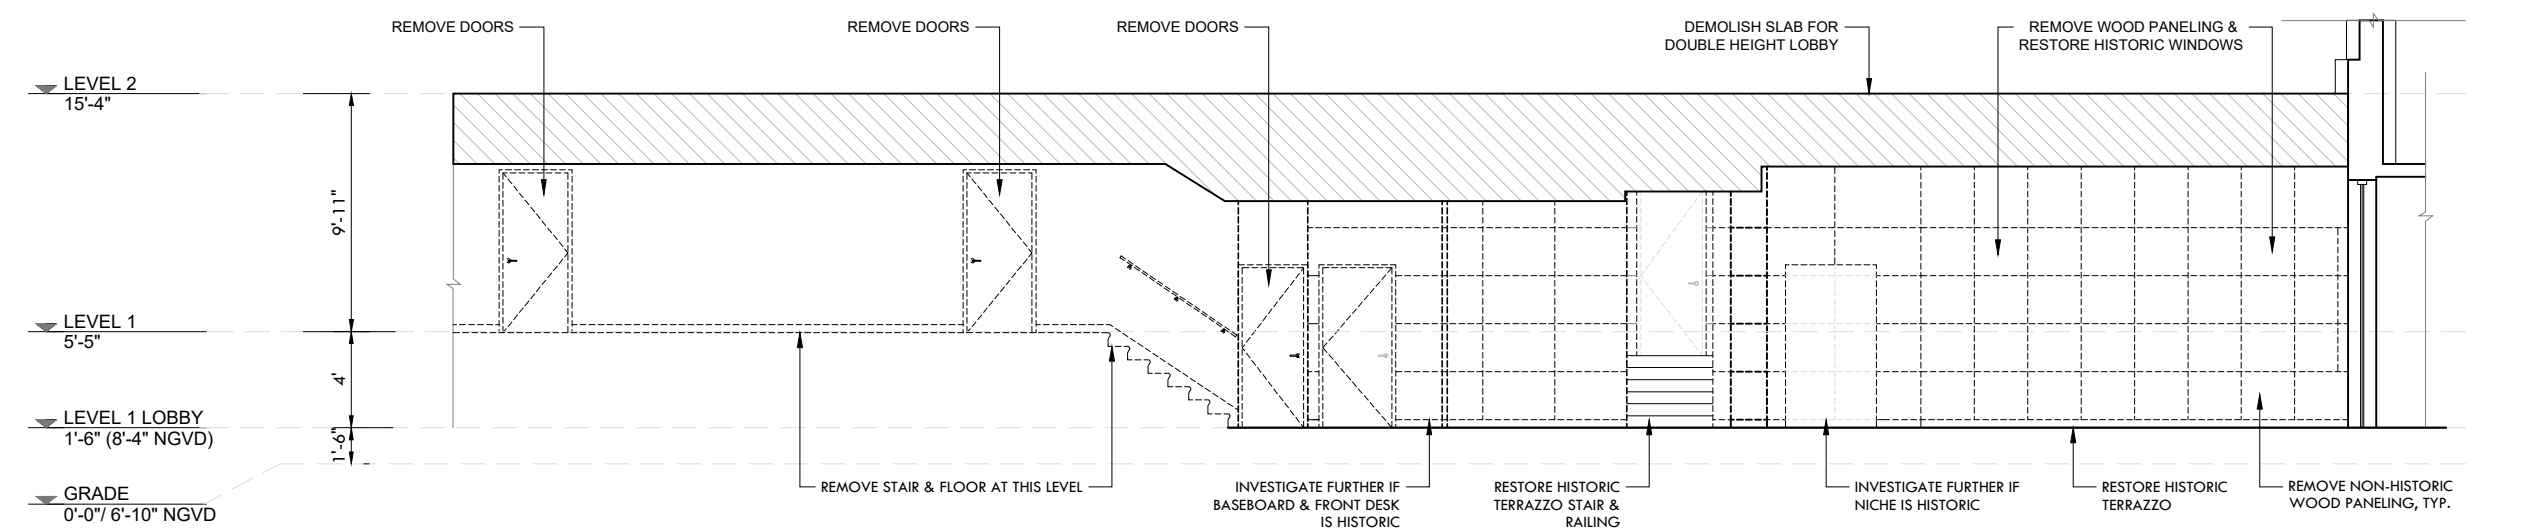 REMOVE DOORS
REMOVE DOORS
REMOVE DOORS
DEMOLISH SLAB FOR
DOUBLE HEIGHT LOBBY
REMOVE WOOD PANELING &
RESTORE HISTORIC WINDOWS
LEVEL 2
15'-4"
9'-11"
LEVEL 1
5'-5"
4'
LEVEL 1 LOBBY
1'-6" (8'-4" NGVD)
1'-6"
GRADE
0'-0"/ 6'-10" NGVD
REMOVE STAIR & FLOOR AT THIS LEVEL
INVESTIGATE FURTHER IF
BASEBOARD & FRONT DESK
IS HISTORIC
RESTORE HISTORIC
TERRAZZO STAIR &
RAILING
INVESTIGATE FURTHER IF
NICHE IS HISTORIC
RESTORE HISTORIC
TERRAZZO
REMOVE NON-HISTORIC
WOOD PANELING, TYP.